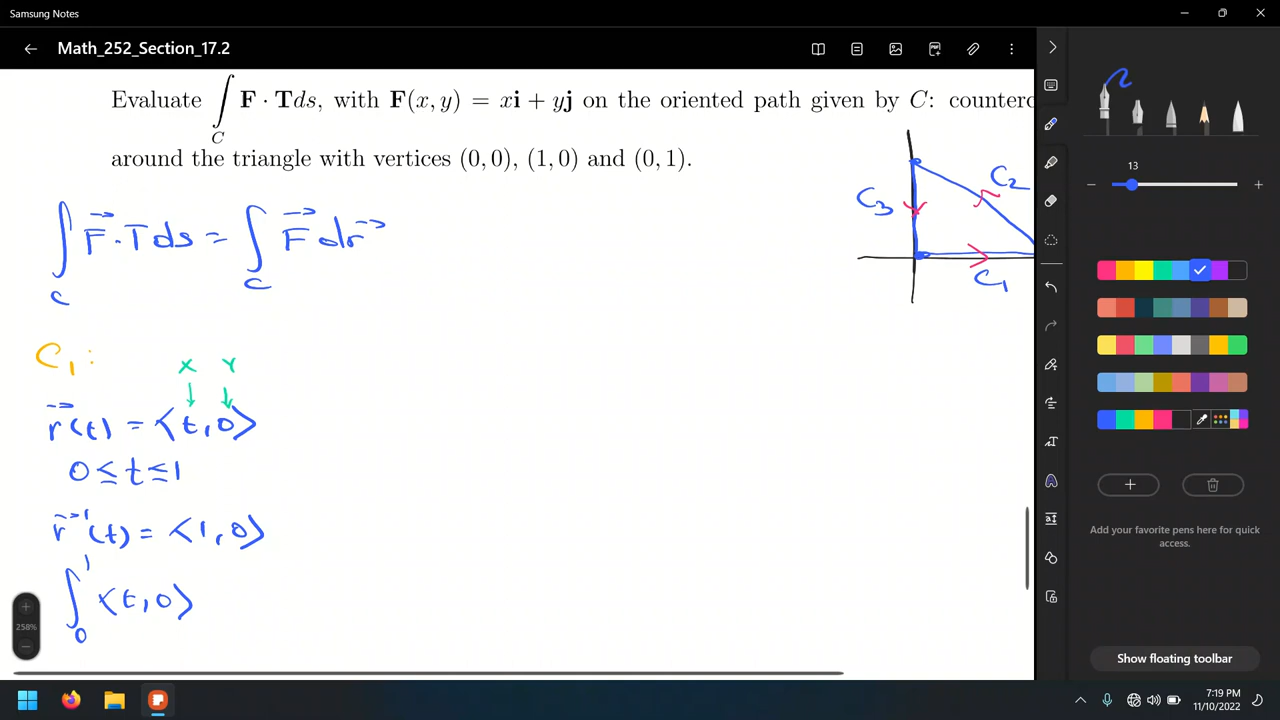 Samsung Notes
Math_252_Section_17.2
Evaluate ∫_C F · Tds, with F(x, y) = xi + yj on the oriented path given by C: counterc
around the triangle with vertices (0, 0), (1, 0) and (0, 1).
∫_C F⃗ · T ds = ∫_C F⃗ dr⃗
C₃
C₂
C₁
C₁ :
x y
r⃗(t) = <t, 0>
0 ≤ t ≤ 1
r⃗'(t) = <1, 0>
∫₀¹ <t, 0>
258%
13
Add your favorite pens here for quick
access.
Show floating toolbar
7:19 PM
11/10/2022